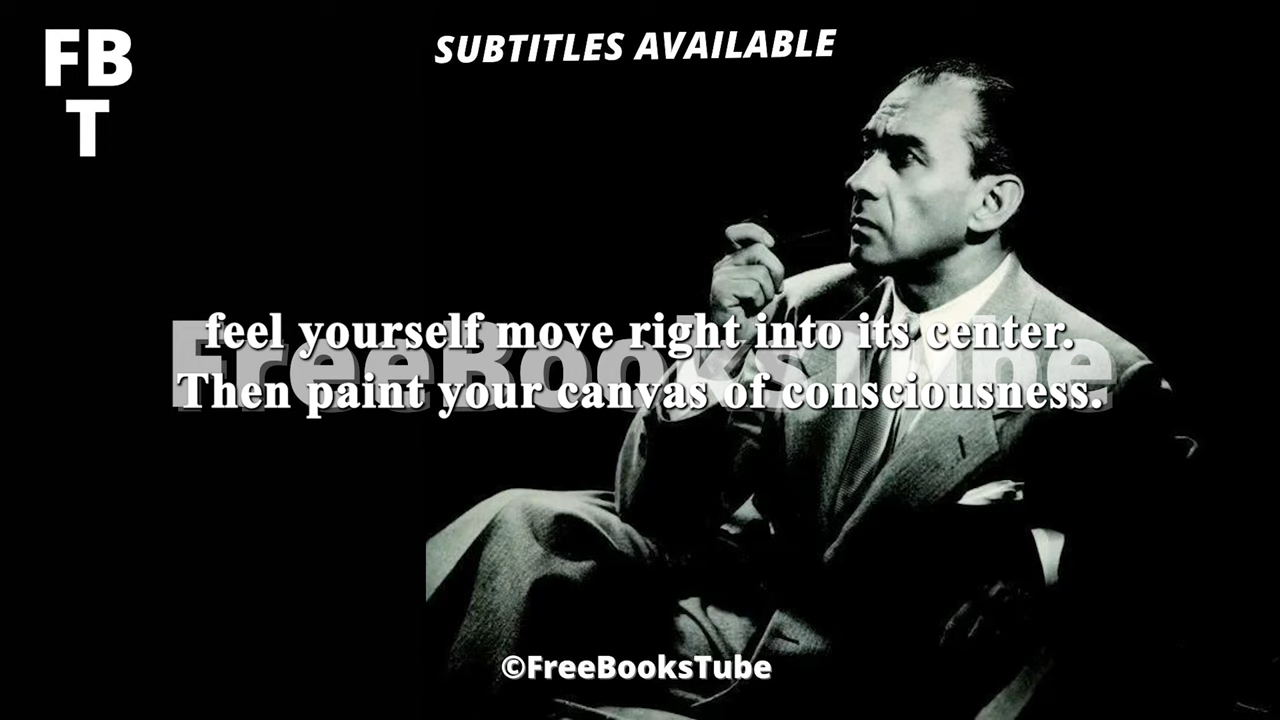 FB
T
SUBTITLES AVAILABLE
FreeBooksTube
feel yourself move right into its center.
Then paint your canvas of consciousness.
©FreeBooksTube